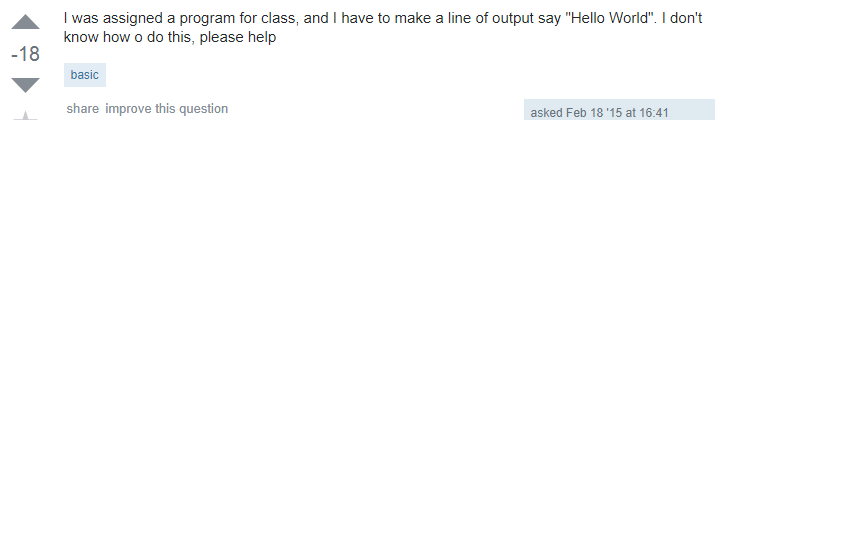 I was assigned a program for class, and I have to make a line of output say "Hello World". I don't
know how o do this, please help
-18
basic
share improve this question
asked Feb 18 '15 at 16:41